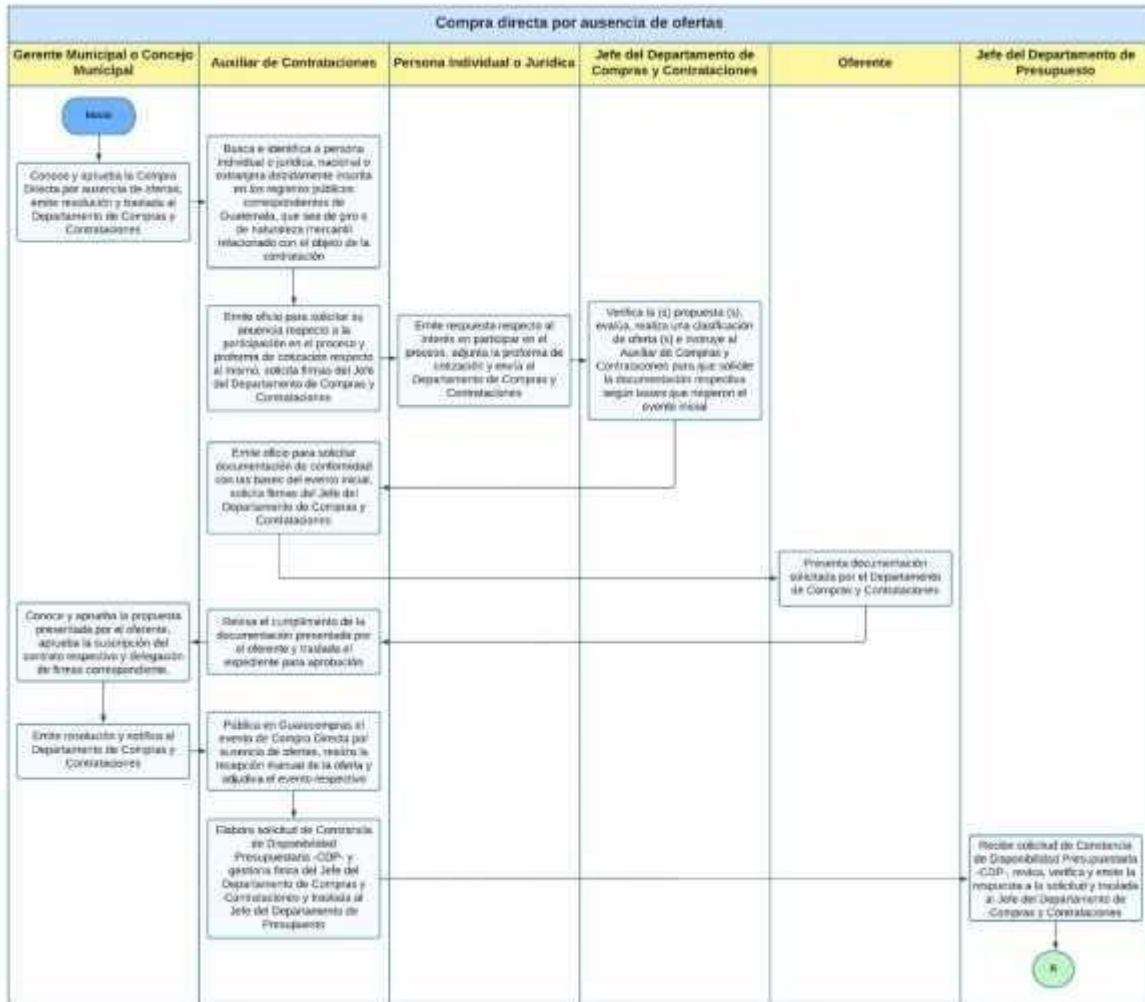 Compra directa por ausencia de ofertas
Gerente Municipal o Concejo
Municipal
Auxiliar de Contrataciones
Persona Individual o Jurídica
Jefe del Departamento de
Compras y Contrataciones
Oferente
Jefe del Departamento de
Presupuesto
Inicio
Conoce y aprueba la Compra
Directa por ausencia de ofertas,
emite resolución y traslada al
Departamento de Compras y
Contrataciones
Busca e identifica a persona
individual o jurídica, nacional o
extranjera debidamente inscrita
en los registros públicos
correspondientes de
Guatemala, que sea de giro o
de naturaleza mercantil
relacionado con el objeto de la
contratación
Emite oficio para solicitar su
anuencia respecto a la
participación en el proceso y
proforma de cotización respecto
al mismo, solicita firmas del Jefe
del Departamento de Compras y
Contrataciones
Emite respuesta respecto al
interés en participar en el
proceso, adjunta la proforma de
cotización y envía al
Departamento de Compras y
Contrataciones
Verifica la (s) propuesta (s),
evalúa, realiza una clasificación
de oferta (s) e instruye al
Auxiliar de Compras y
Contrataciones para que solicite
la documentación respectiva
según bases que rigieron el
evento inicial
Emite oficio para solicitar
documentación de conformidad
con las bases del evento inicial,
solicita firmas del Jefe del
Departamento de Compras y
Contrataciones
Presenta documentación
solicitada por el Departamento
de Compras y Contrataciones
Revisa el cumplimiento de la
documentación presentada por
el oferente y traslada el
expediente para aprobación
Conoce y aprueba la propuesta
presentada por el oferente,
aprueba la suscripción del
contrato respectivo y delegación
de firmas correspondiente.
Emite resolución y notifica al
Departamento de Compras y
Contrataciones
Pública en Guatecompras el
evento de Compra Directa por
ausencia de ofertas, realiza la
recepción manual de la oferta y
adjudica el evento respectivo
Elabora solicitud de Constancia
de Disponibilidad
Presupuestaria -CDP- y
gestiona firma del Jefe del
Departamento de Compras y
Contrataciones y traslada al
Jefe del Departamento de
Presupuesto
Recibe solicitud de Constancia
de Disponibilidad Presupuestaria
-CDP-, revisa, verifica y emite la
respuesta a la solicitud y traslada
al Jefe del Departamento de
Compras y Contrataciones